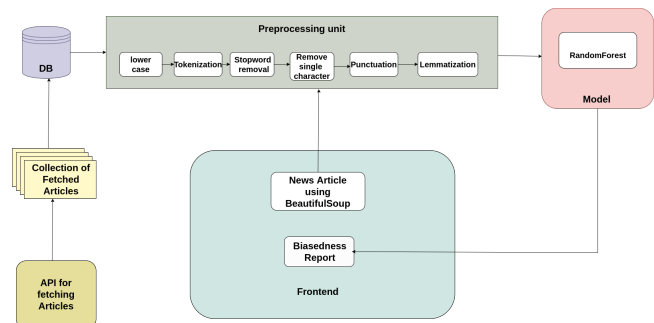 DB
Preprocessing unit
lower
case
Tokenization
Stopword
removal
Remove
single
character
Punctuation
Lemmatization
RandomForest
Model
Collection of
Fetched
Articles
API for
fetching
Articles
News Article
using
BeautifulSoup
Biasedness
Report
Frontend